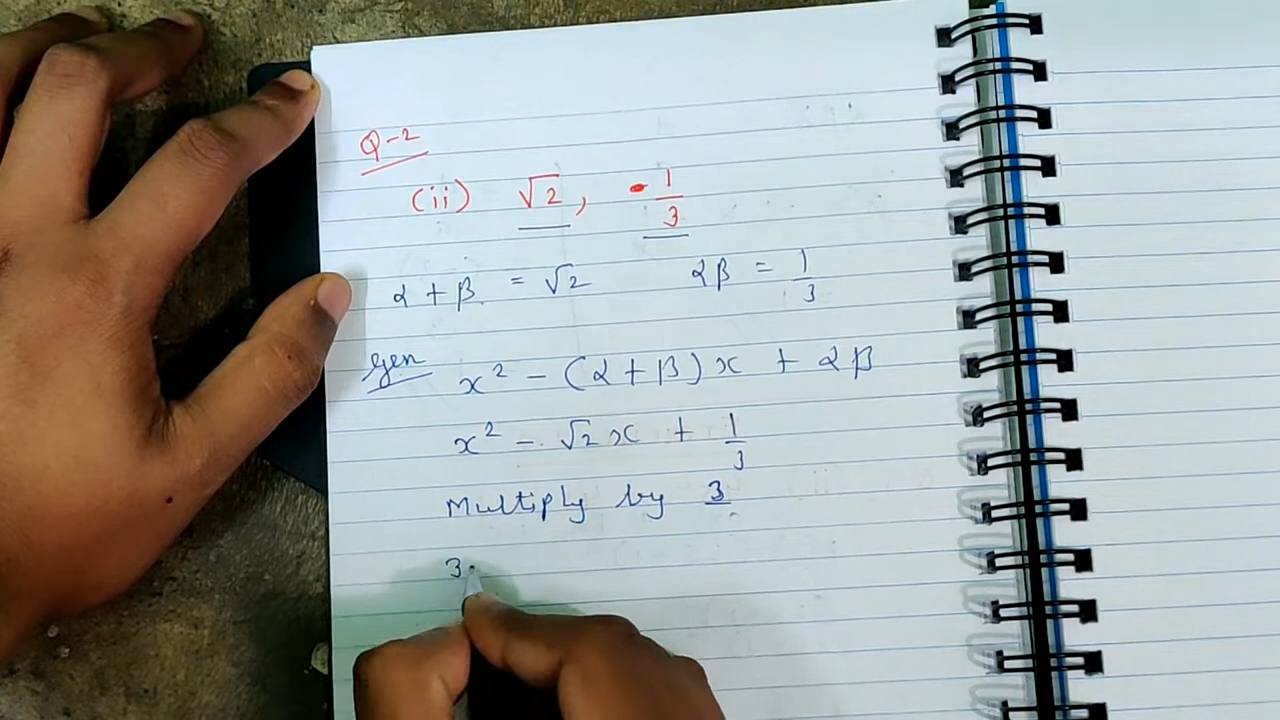 Q-2
(ii) √2, -1/3
α + β = √2 αβ = 1/3
Gen x² - (α + β)x + αβ
x² - √2x + 1/3
Multiply by 3
3